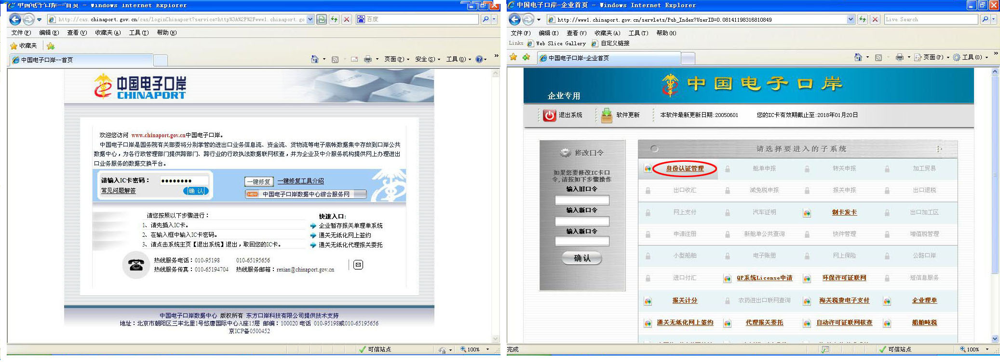 中国电子口岸--首页 - Windows Internet Explorer
http://cas.chinaport.gov.cn/cas/loginChinaport?service=http%3A%2F%2Fwww1.chinaport.go
百度
文件(F) 编辑(E) 查看(V) 收藏夹(A) 工具(T) 帮助(H)
收藏夹
中国电子口岸--首页
页面(P) 安全(S) 工具(O) »
中国电子口岸
CHINAPORT
欢迎您访问 www.chinaport.gov.cn中国电子口岸。
中国电子口岸是国务院有关部委将分别掌管的进出口业务信息流、资金流、货物流等电子底帐数据集中存放到口岸公共
数据中心，为各行政管理部门提供跨部门、跨行业的行政执法数据联网核查，并为企业及中介服务机构提供网上办理进出
口业务服务的数据交换平台。
请输入IC卡密码： ●●●●●●●●
常见问题解答 确 认
一键修复 一键修复工具介绍
NEW 中国电子口岸数据中心综合服务网
请您按照以下步骤进行：
1、请先插入IC卡。
2、在输入框中输入IC卡密码。
3、请点击系统主页【退出系统】退出，取回您的IC卡。
快速入口：
企业暂存报关单理单系统
通关无纸化网上签约
通关无纸化代理报关委托
热线服务电话：010-95198 010-65195656
热线服务传真：010-65194704 热线服务邮箱：rexian@chinaport.gov.cn
中国电子口岸数据中心 版权所有 东方口岸科技有限公司提供技术支持
地址：北京市朝阳区三丰北里1号悠唐国际中心A座15层 邮编：100020 电话 010-95198或010-65195656
京ICP备0500452
可信站点 100%
中国电子口岸-企业首页 - Windows Internet Explorer
http://www1.chinaport.gov.cn/servlets/Pub_Index?UserID=0.08141198316810849
Live Search
文件(F) 编辑(E) 查看(V) 收藏夹(A) 工具(T) 帮助(H)
Links Web Slice Gallery 自定义链接
中国电子口岸-企业首页
页面(P) 工具(O) »
中国电子口岸
企业专用
退出系统 软件更新 本软件最新更新日期:20050601 您的IC卡有效期截止至:2018年01月20日
修改口令
如果您要修改IC卡口
令,请按如下步骤操作
输入旧口令
输入新口令
输入新口令
确认
请选择要进入的子系统
身份认证管理 舱单申报 转关申报 加工贸易
出口收汇 减免税申报 报关申报 出口退税
网上支付 汽车证明 制卡发卡 出口加工区
申请注册 新舱单公共查询 快件管理 增值税管理
小型船舶 电子账册 网上保险 公路口岸
进口付汇 QP系统License申请 环保许可证联网 短信息服务
报关计分 农药进出口联网查询 海关税费电子支付 企业理单
通关无纸化网上签约 代理报关委托 自动许可证联网核查 船舶吨税
完成 可信站点 100%